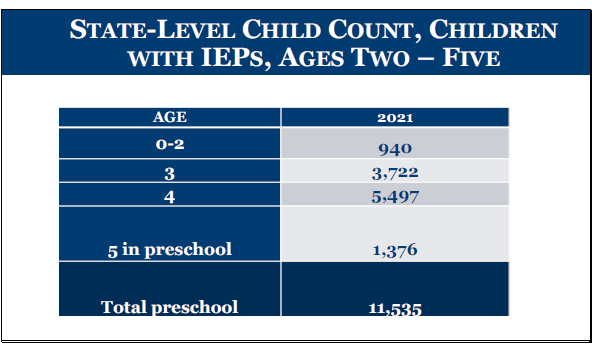 STATE-LEVEL CHILD COUNT, CHILDREN
WITH IEPS, AGES TWO – FIVE
AGE 2021
0-2 940
3 3,722
4 5,497
5 in preschool 1,376
Total preschool 11,535